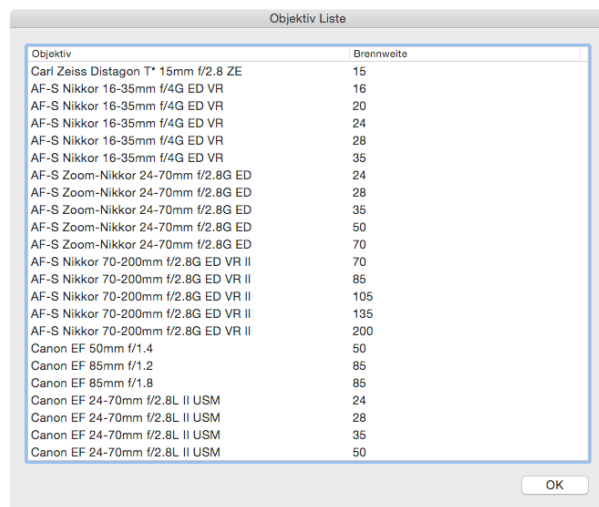 Objektiv Liste
Objektiv Brennweite
Carl Zeiss Distagon T* 15mm f/2.8 ZE 15
AF-S Nikkor 16-35mm f/4G ED VR 16
AF-S Nikkor 16-35mm f/4G ED VR 20
AF-S Nikkor 16-35mm f/4G ED VR 24
AF-S Nikkor 16-35mm f/4G ED VR 28
AF-S Nikkor 16-35mm f/4G ED VR 35
AF-S Zoom-Nikkor 24-70mm f/2.8G ED 24
AF-S Zoom-Nikkor 24-70mm f/2.8G ED 28
AF-S Zoom-Nikkor 24-70mm f/2.8G ED 35
AF-S Zoom-Nikkor 24-70mm f/2.8G ED 50
AF-S Zoom-Nikkor 24-70mm f/2.8G ED 70
AF-S Nikkor 70-200mm f/2.8G ED VR II 70
AF-S Nikkor 70-200mm f/2.8G ED VR II 85
AF-S Nikkor 70-200mm f/2.8G ED VR II 105
AF-S Nikkor 70-200mm f/2.8G ED VR II 135
AF-S Nikkor 70-200mm f/2.8G ED VR II 200
Canon EF 50mm f/1.4 50
Canon EF 85mm f/1.2 85
Canon EF 85mm f/1.8 85
Canon EF 24-70mm f/2.8L II USM 24
Canon EF 24-70mm f/2.8L II USM 28
Canon EF 24-70mm f/2.8L II USM 35
Canon EF 24-70mm f/2.8L II USM 50
OK